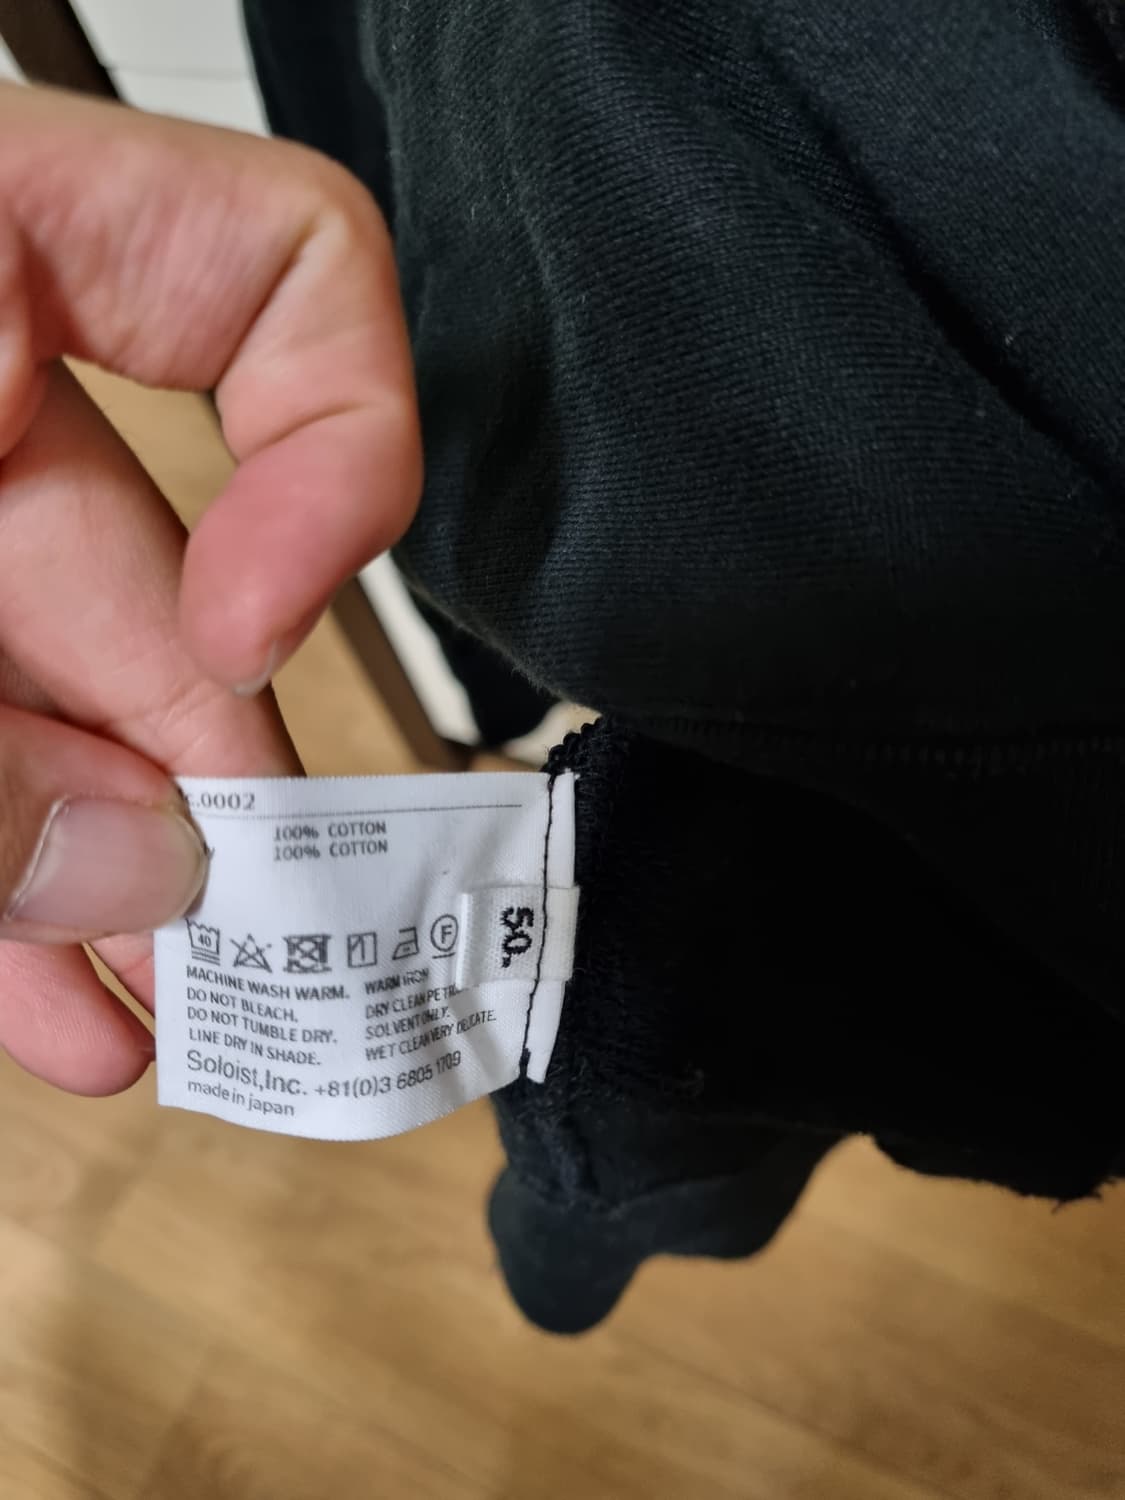 .0002
100% COTTON
100% COTTON
40
F
50.
MACHINE WASH WARM.
DO NOT BLEACH.
DO NOT TUMBLE DRY.
LINE DRY IN SHADE.
WARM IRON
DRY CLEAN
SOLVENT ONLY.
WET CLEAN VERY DELICATE.
Soloist,Inc. +81(0)3 6805 1709
made in japan